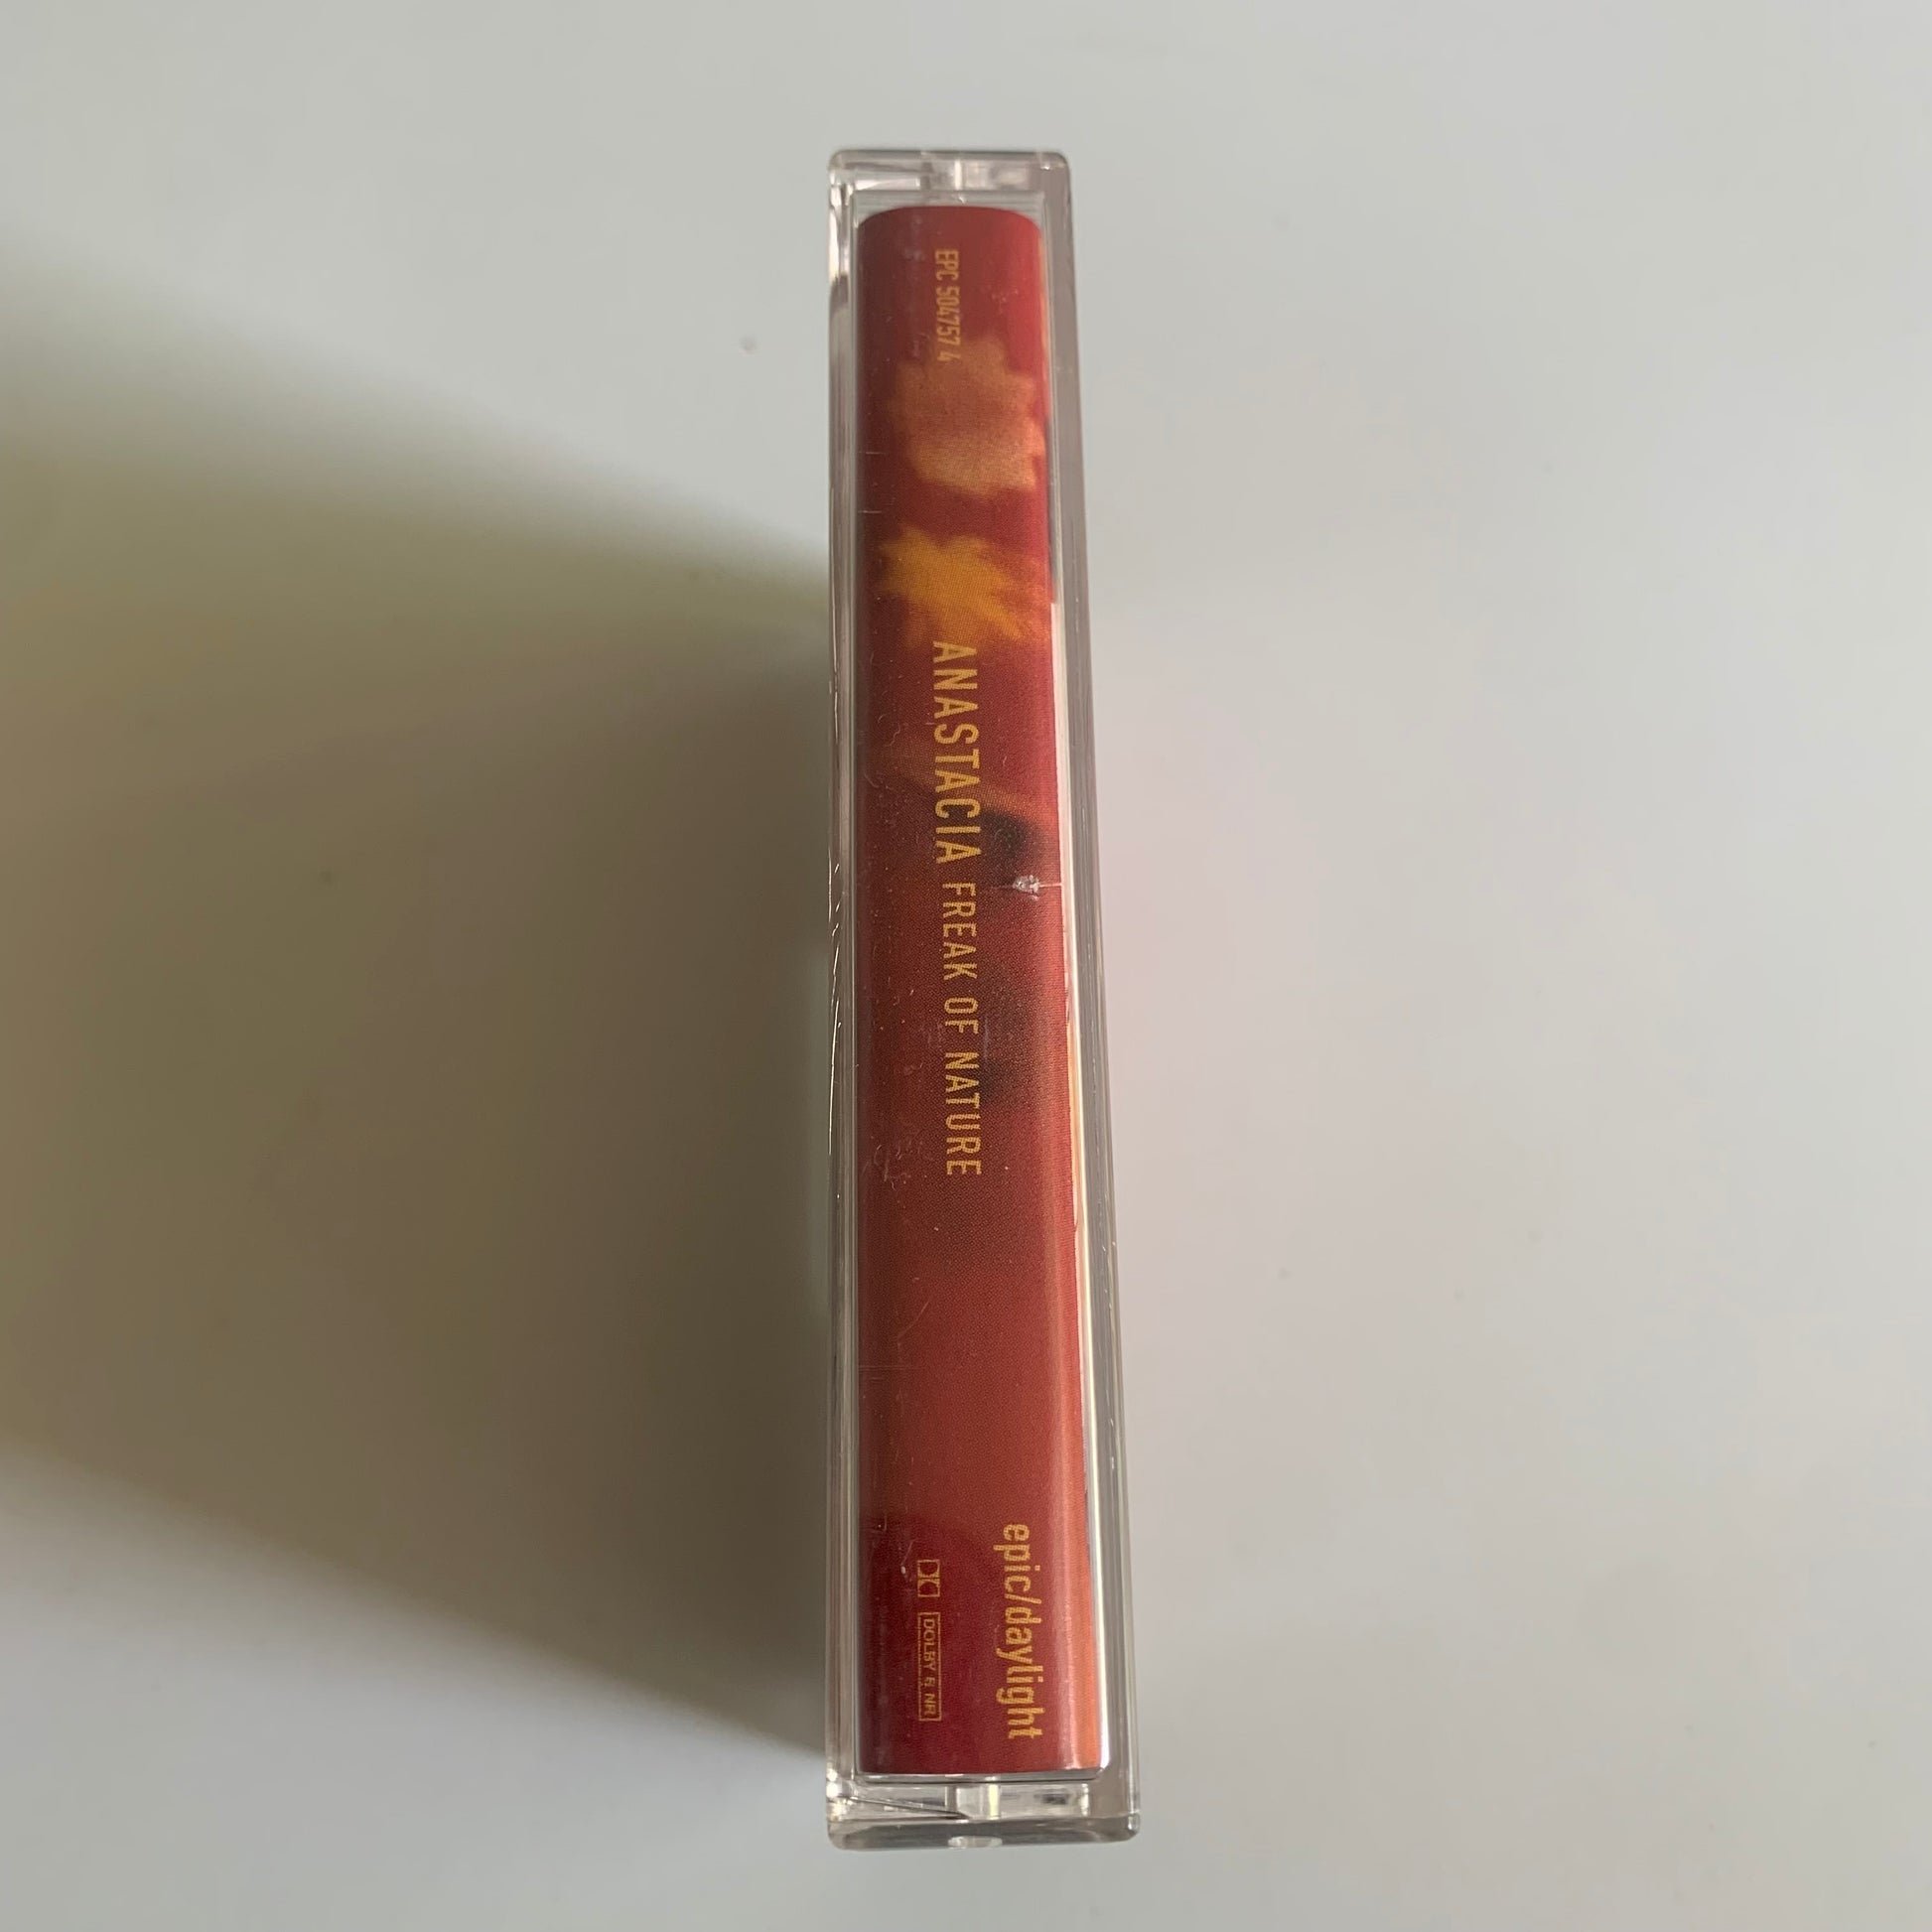 EPC 504757 4
ANASTACIA FREAK OF NATURE
epic/daylight
DOLBY B NR